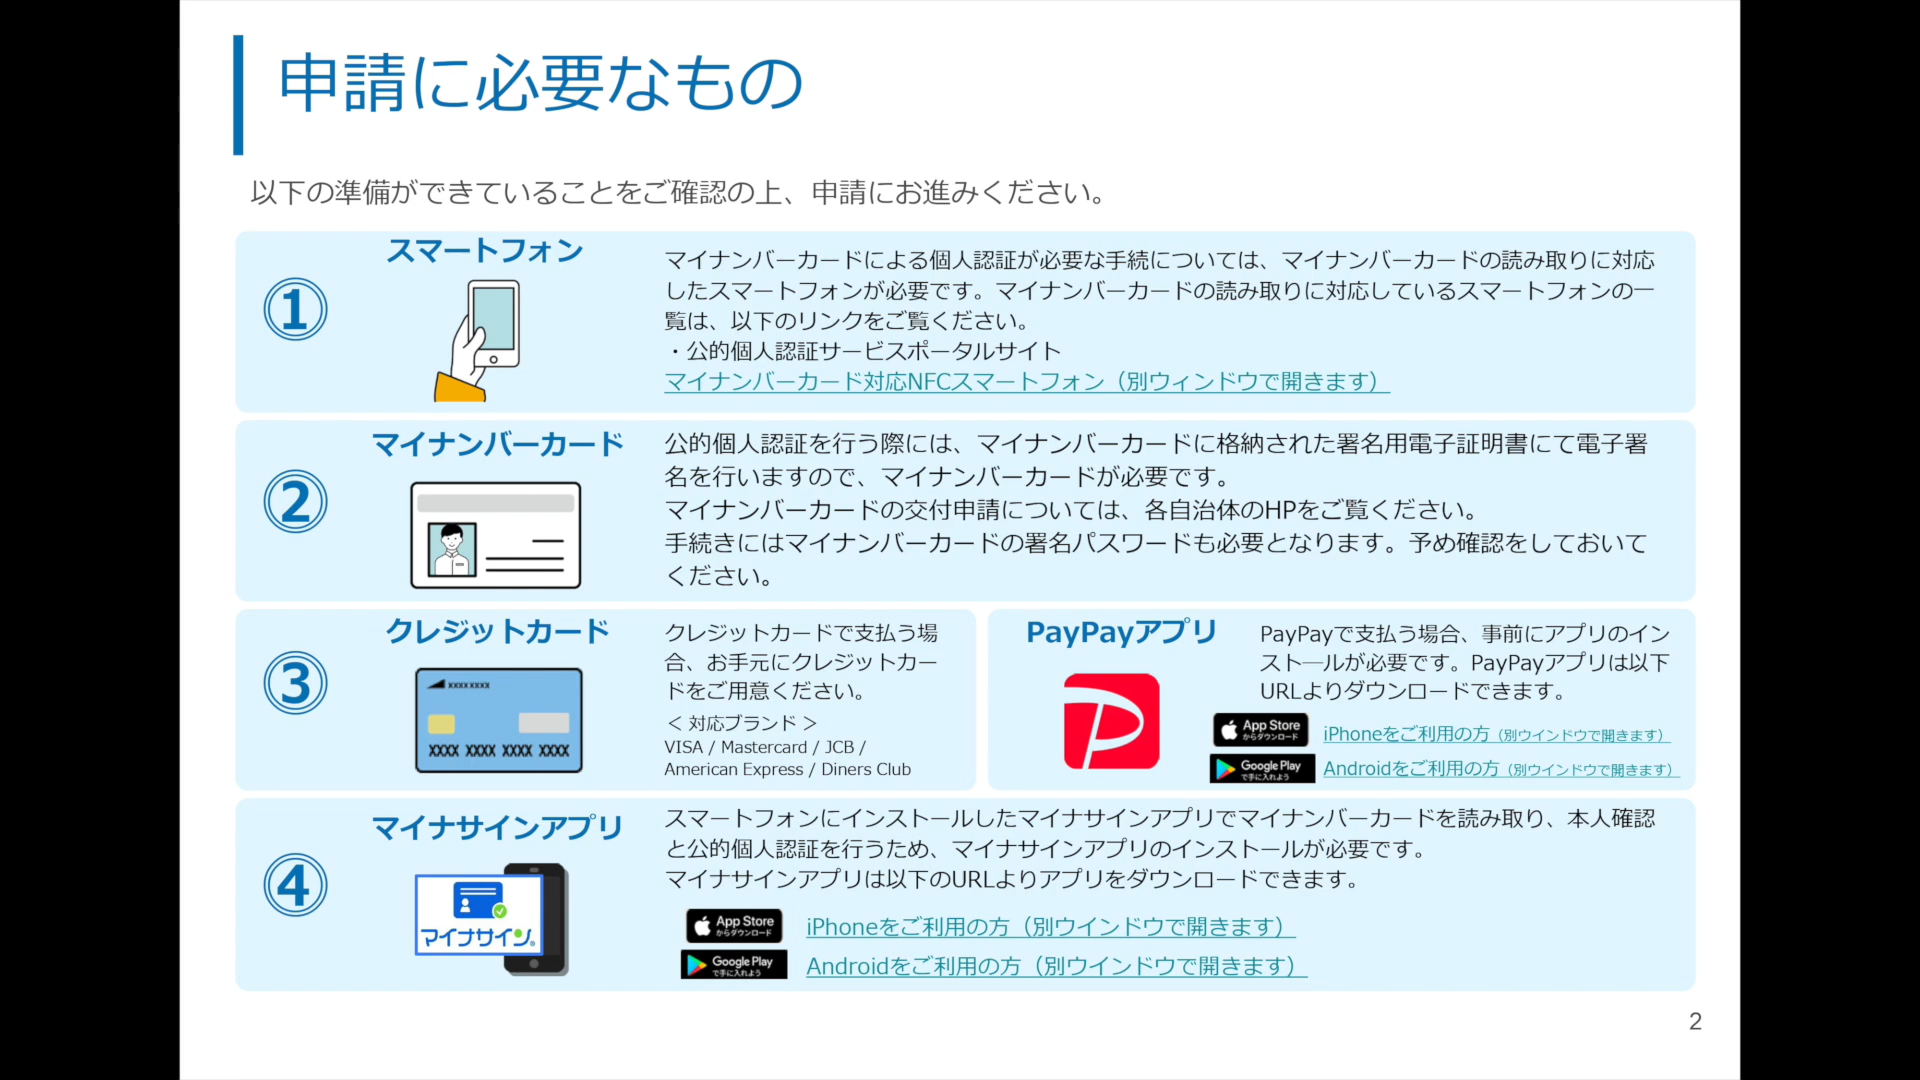 申請に必要なもの
以下の準備ができていることをご確認の上、申請にお進みください。
①
スマートフォン
マイナンバーカードによる個人認証が必要な手続については、マイナンバーカードの読み取りに対応
したスマートフォンが必要です。マイナンバーカードの読み取りに対応しているスマートフォンの一
覧は、以下のリンクをご覧ください。
・公的個人認証サービスポータルサイト
マイナンバーカード対応NFCスマートフォン（別ウィンドウで開きます）
②
マイナンバーカード
公的個人認証を行う際には、マイナンバーカードに格納された署名用電子証明書にて電子署
名を行いますので、マイナンバーカードが必要です。
マイナンバーカードの交付申請については、各自治体のHPをご覧ください。
手続きにはマイナンバーカードの署名パスワードも必要となります。予め確認をしておいて
ください。
③
クレジットカード
XXXXXXXX
XXXX XXXX XXXX XXXX
クレジットカードで支払う場
合、お手元にクレジットカー
ドをご用意ください。
＜ 対応ブランド ＞
VISA / Mastercard / JCB /
American Express / Diners Club
PayPayアプリ
PayPayで支払う場合、事前にアプリのイン
スト―ルが必要です。PayPayアプリは以下
URLよりダウンロードできます。
App Store
からダウンロード
iPhoneをご利用の方（別ウインドウで開きます）
Google Play
で手に入れよう
Androidをご利用の方（別ウインドウで開きます）
④
マイナサインアプリ
マイナサイン®
スマートフォンにインストールしたマイナサインアプリでマイナンバーカードを読み取り、本人確認
と公的個人認証を行うため、マイナサインアプリのインストールが必要です。
マイナサインアプリは以下のURLよりアプリをダウンロードできます。
App Store
からダウンロード
iPhoneをご利用の方（別ウインドウで開きます）
Google Play
で手に入れよう
Androidをご利用の方（別ウインドウで開きます）
2